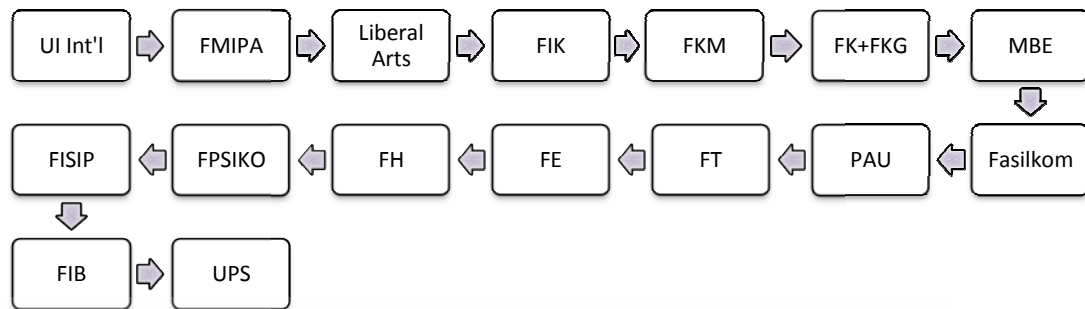 UI Int'l
FMIPA
Liberal
Arts
FIK
FKM
FK+FKG
MBE
Fasilkom
PAU
FT
FE
FH
FPSIKO
FISIP
FIB
UPS